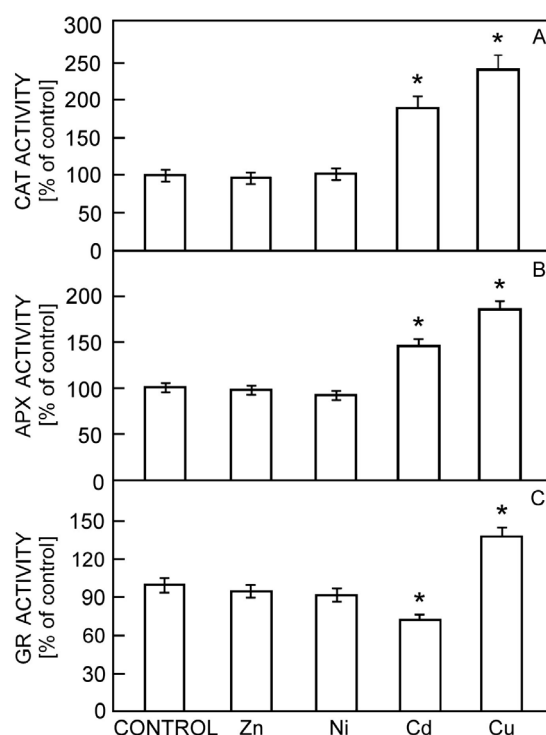 300
A
250
200
150
100
50
0
CAT ACTIVITY
[% of control]
*
*
B
200
150
100
50
0
APX ACTIVITY
[% of control]
*
*
C
150
120
90
60
30
0
GR ACTIVITY
[% of control]
*
*
CONTROL Zn Ni Cd Cu